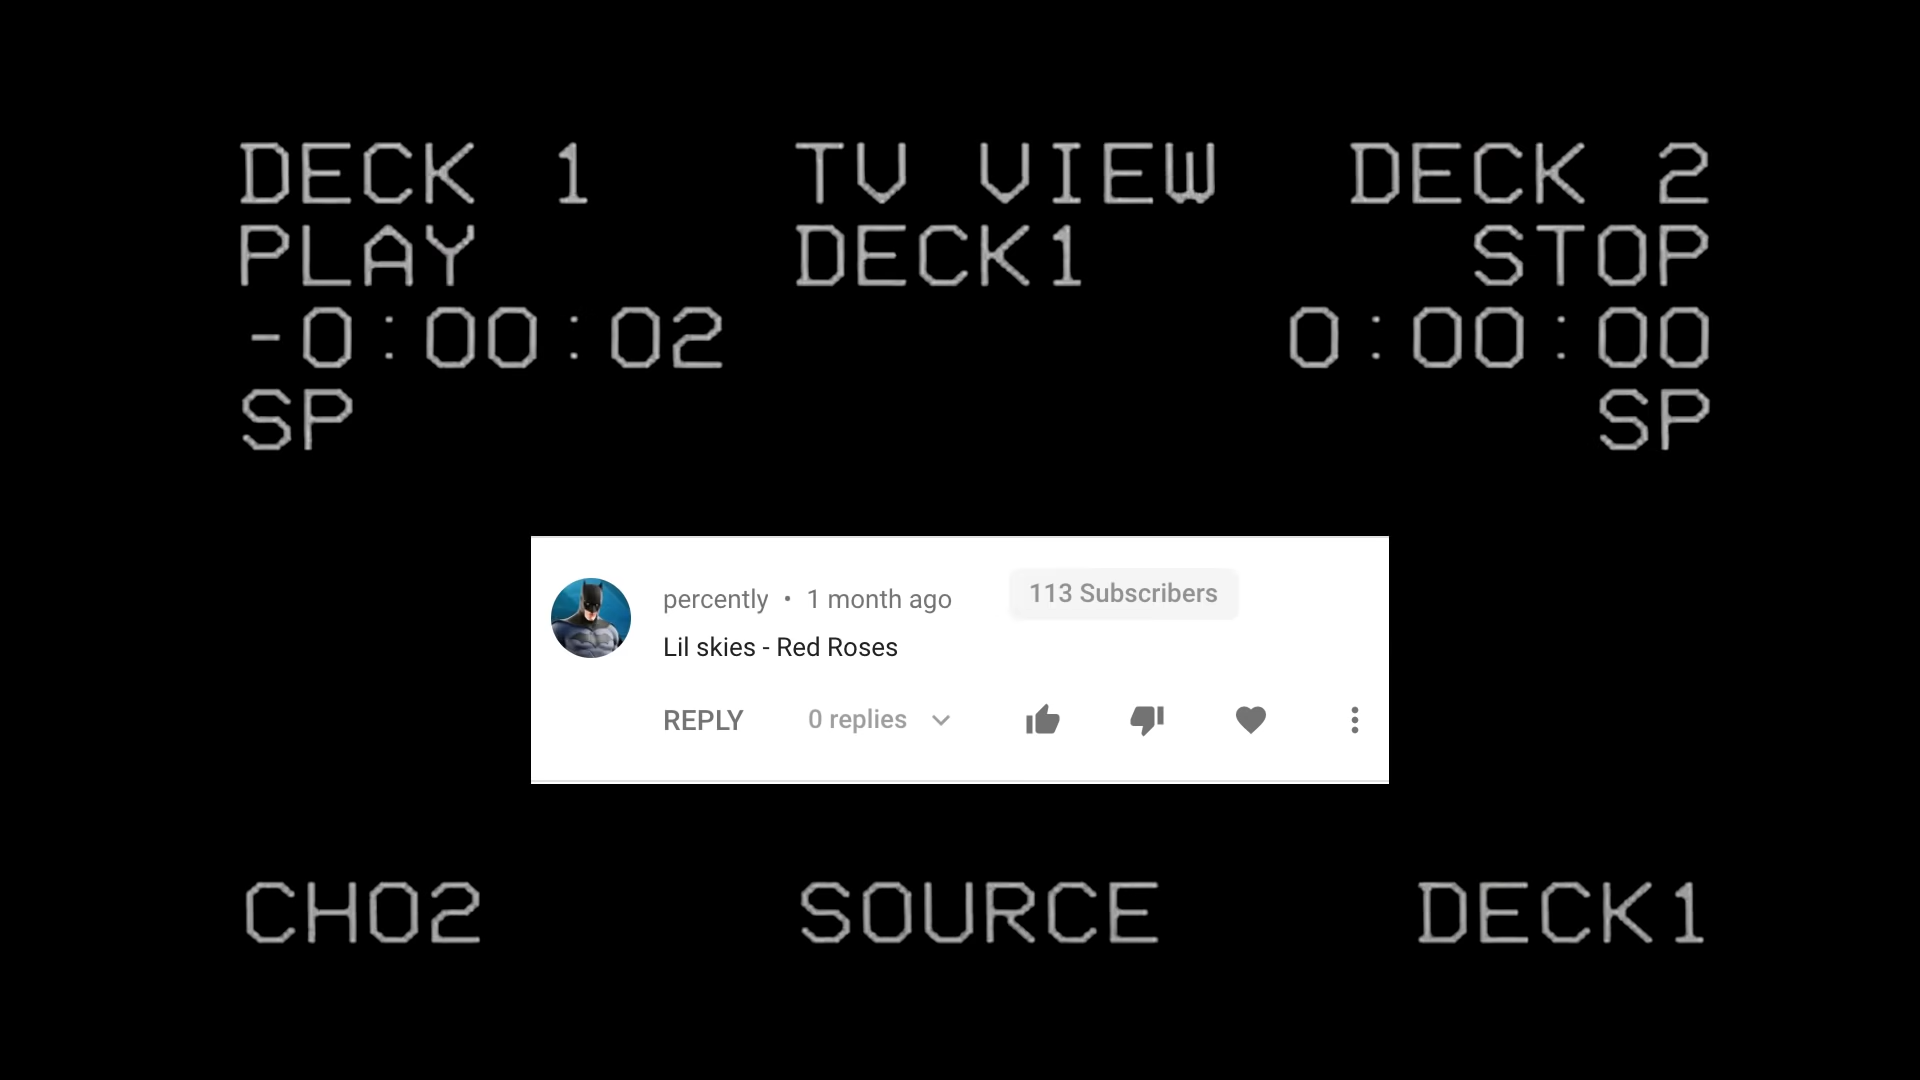 DECK 1 TV VIEW DECK 2
PLAY DECK1 STOP
-0:00:02 0:00:00
SP SP
percently • 1 month ago 113 Subscribers
Lil skies - Red Roses
REPLY 0 replies
CH02 SOURCE DECK1